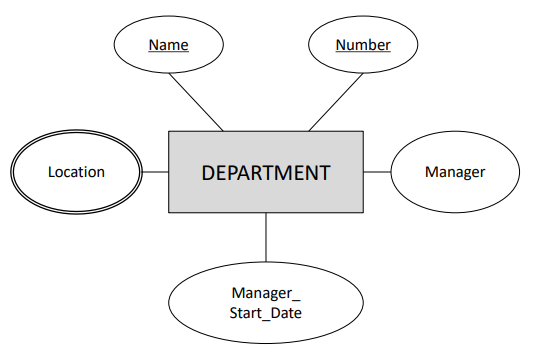 Name
Number
Location
DEPARTMENT
Manager
Manager_
Start_Date